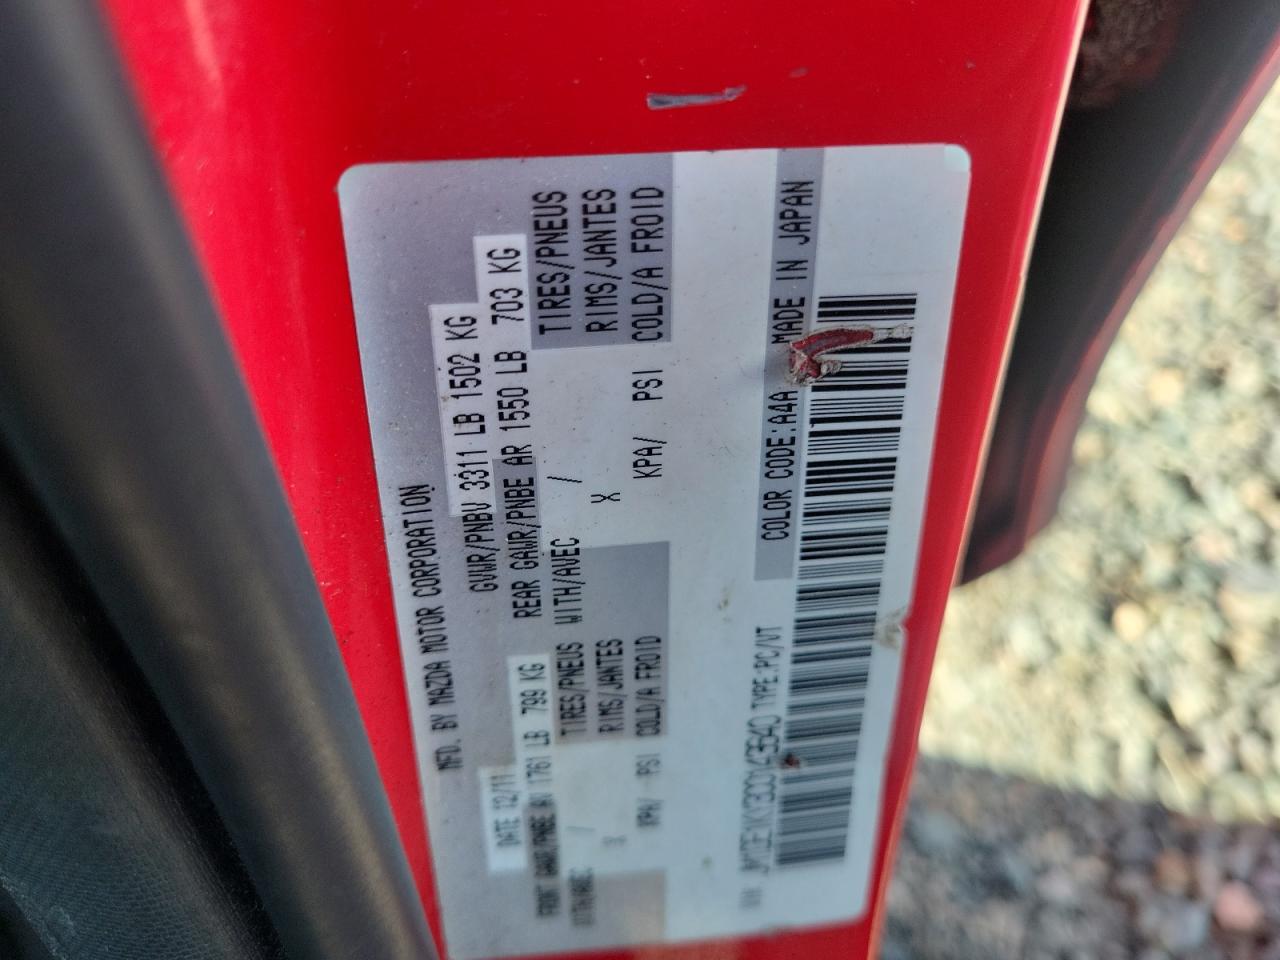 MFD. BY MAZDA MOTOR CORPORATION
DATE 12/11 GVWR/PNBV 3311 LB 1502 KG
FRONT GAWR/PNBE AV 1761 LB 799 KG REAR GAWR/PNBE AR 1550 LB 703 KG
WITH/AVEC / TIRES/PNEUS WITH/AVEC / TIRES/PNEUS
X RIMS/JANTES X RIMS/JANTES
KPA/ PSI COLD/A FROID KPA/ PSI COLD/A FROID
COLOR CODE:A4A MADE IN JAPAN
TYPE:PC/VT